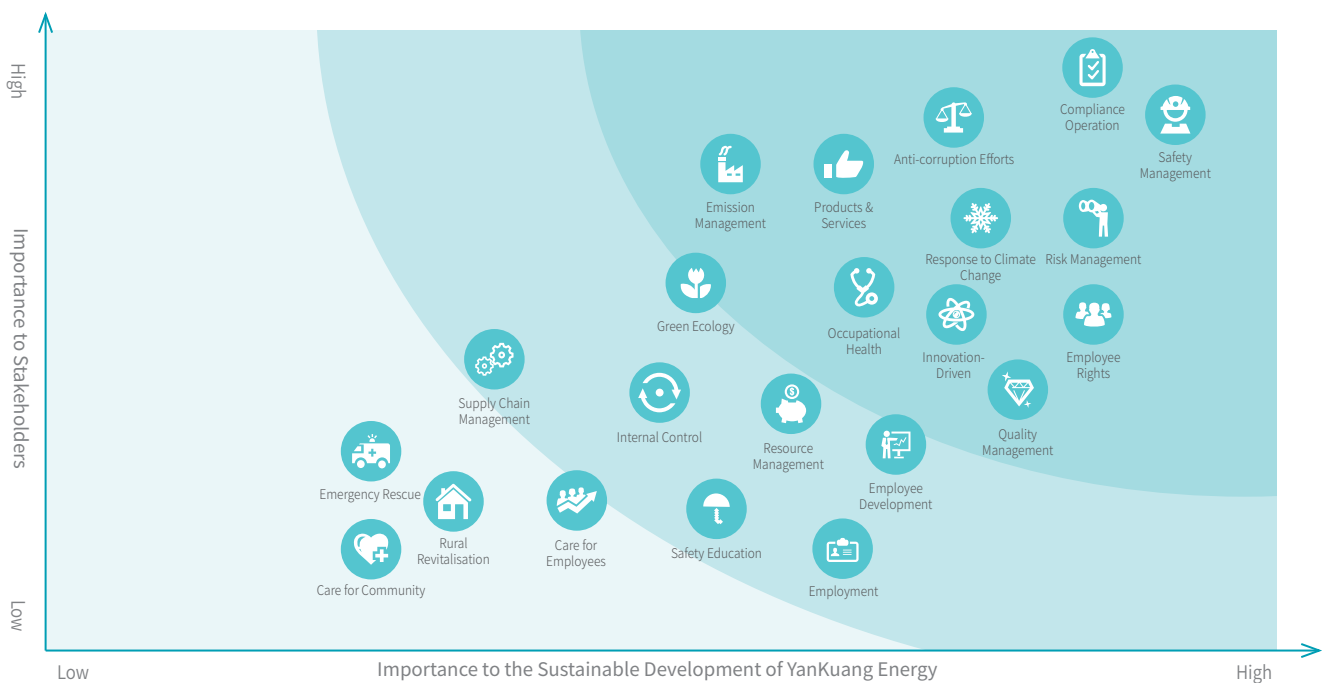 High
Importance to Stakeholders
Low
Compliance
Operation
Safety
Management
Anti-corruption Efforts
Emission
Management
Products &
Services
Response to Climate
Change
Risk Management
Green Ecology
Occupational
Health
Innovation-
Driven
Employee
Rights
Supply Chain
Management
Internal Control
Resource
Management
Quality
Management
Emergency Rescue
Employee
Development
Rural
Revitalisation
Care for
Employees
Safety Education
Care for Community
Employment
Low
Importance to the Sustainable Development of YanKuang Energy
High